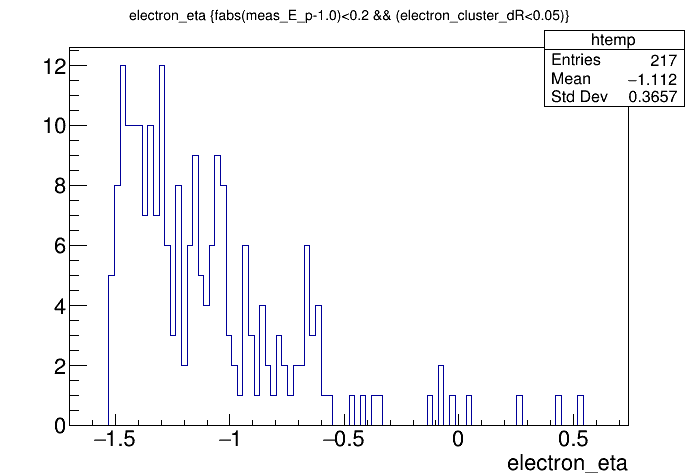 electron_eta {fabs(meas_E_p-1.0)<0.2 && (electron_cluster_dR<0.05)}
htemp
Entries 217
Mean −1.112
Std Dev 0.3657
12
10
8
6
4
2
0
−1.5 −1 −0.5 0 0.5
electron_eta